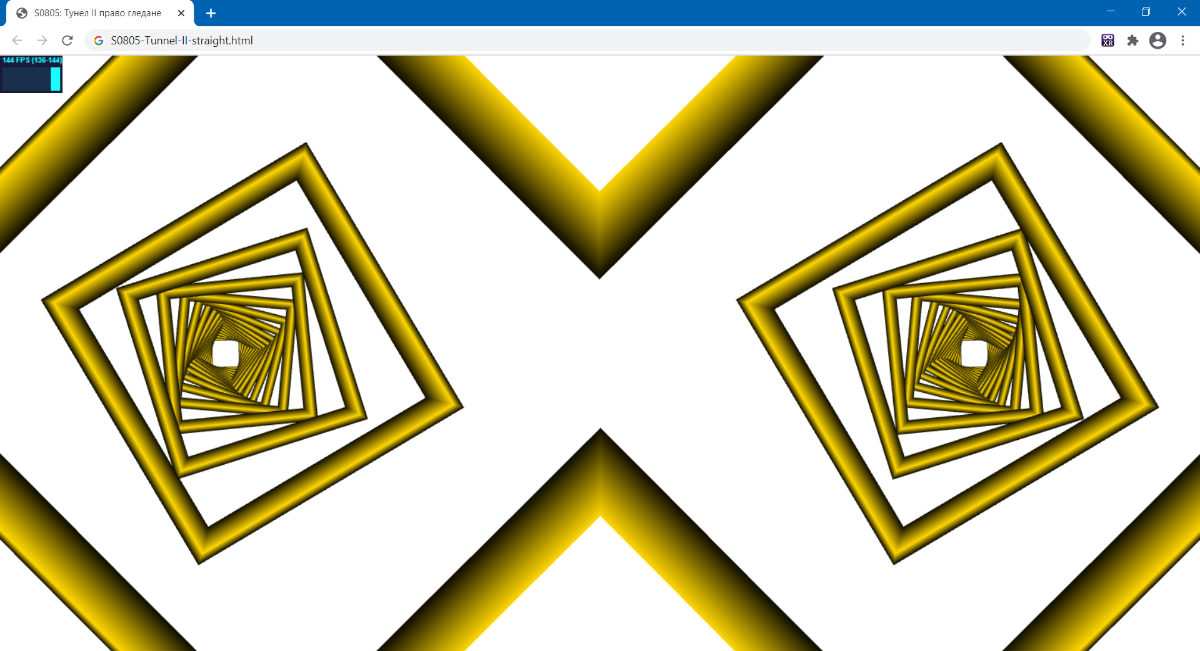 S0805: Тунел II право гледане
S0805-Tunnel-II-straight.html
144 FPS (136-144)